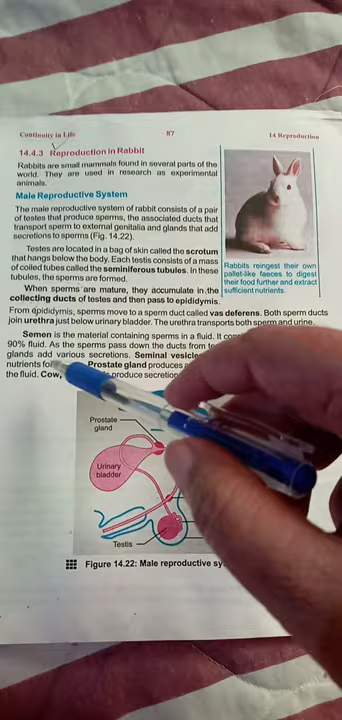 Continuity in Life
87
14 Reproduction
14.4.3 Reproduction in Rabbit
Rabbits are small mammals found in several parts of the
world. They are used in research as experimental
animals.
Male Reproductive System
The male reproductive system of rabbit consists of a pair
of testes that produce sperms, the associated ducts that
transport sperm to external genitalia and glands that add
secretions to sperms (Fig. 14.22).
Testes are located in a bag of skin called the scrotum
that hangs below the body. Each testis consists of a mass
of coiled tubes called the seminiferous tubules. In these
tubules, the sperms are formed.
When sperms are mature, they accumulate in the
collecting ducts of testes and then pass to epididymis.
Rabbits reingest their own
pallet-like faeces to digest
their food further and extract
sufficient nutrients.
From epididymis, sperms move to a sperm duct called vas deferens. Both sperm ducts
join urethra just below urinary bladder. The urethra transports both sperm and urine.
Semen is the material containing sperms in a fluid. It
90% fluid. As the sperms pass down the ducts from
glands add various secretions. Seminal
nutrients Prostate gland produces
the fluid. produce
Prostate
gland
Urinary
bladder
Testis
Figure 14.22: Male reproductive